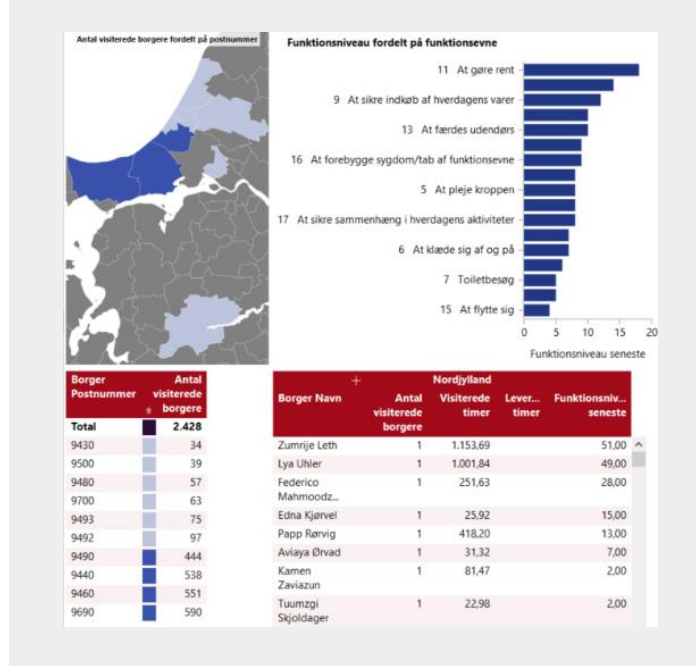 Antal visiterede borgere fordelt på postnummer
Funktionsniveau fordelt på funktionsevne
11 At gøre rent
9 At sikre indkøb af hverdagens varer
13 At færdes udendørs
16 At forebygge sygdom/tab af funktionsevne
5 At pleje kroppen
17 At sikre sammenhæng i hverdagens aktiviteter
6 At klæde sig af og på
7 Toiletbesøg
15 At flytte sig
0 5 10 15 20
Funktionsniveau seneste
Borger Antal
Postnummer visiterede
borgere
Total 2.428
9430 34
9500 39
9480 57
9700 63
9493 75
9492 97
9490 444
9440 538
9460 551
9690 590
+ Nordjylland
Borger Navn Antal Visiterede Lever... Funktionsniv...
visiterede timer timer seneste
borgere
Zumrije Leth 1 1.153,69 51,00
Lya Uhler 1 1.001,84 49,00
Federico 1 251,63 28,00
Mahmoodz...
Edna Kjørvel 1 25,92 15,00
Papp Rørvig 1 418,20 13,00
Aviaya Ørvad 1 31,32 7,00
Kamen 1 81,47 2,00
Zaviazun
Tuumzgi 1 22,98 2,00
Skjoldager